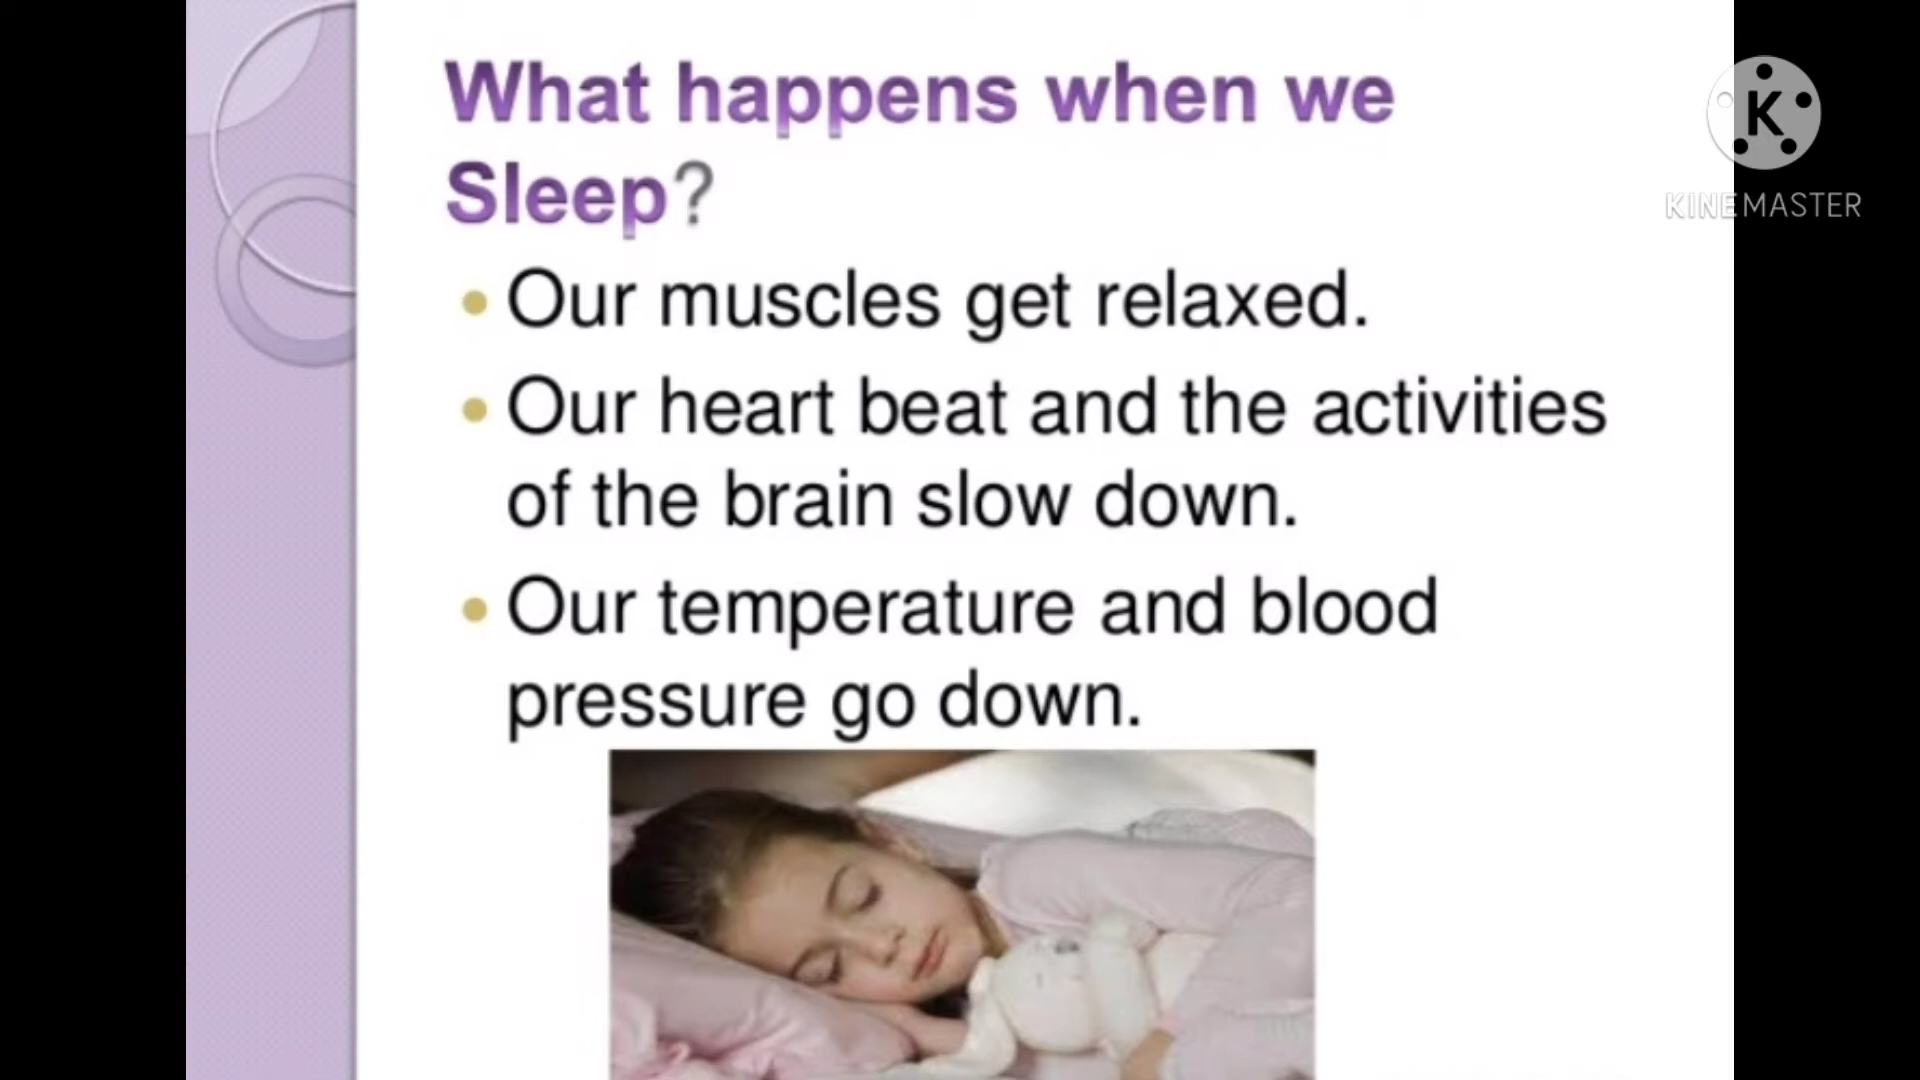 What happens when we
Sleep?
Our muscles get relaxed.
Our heart beat and the activities
of the brain slow down.
Our temperature and blood
pressure go down.
K
KINEMASTER